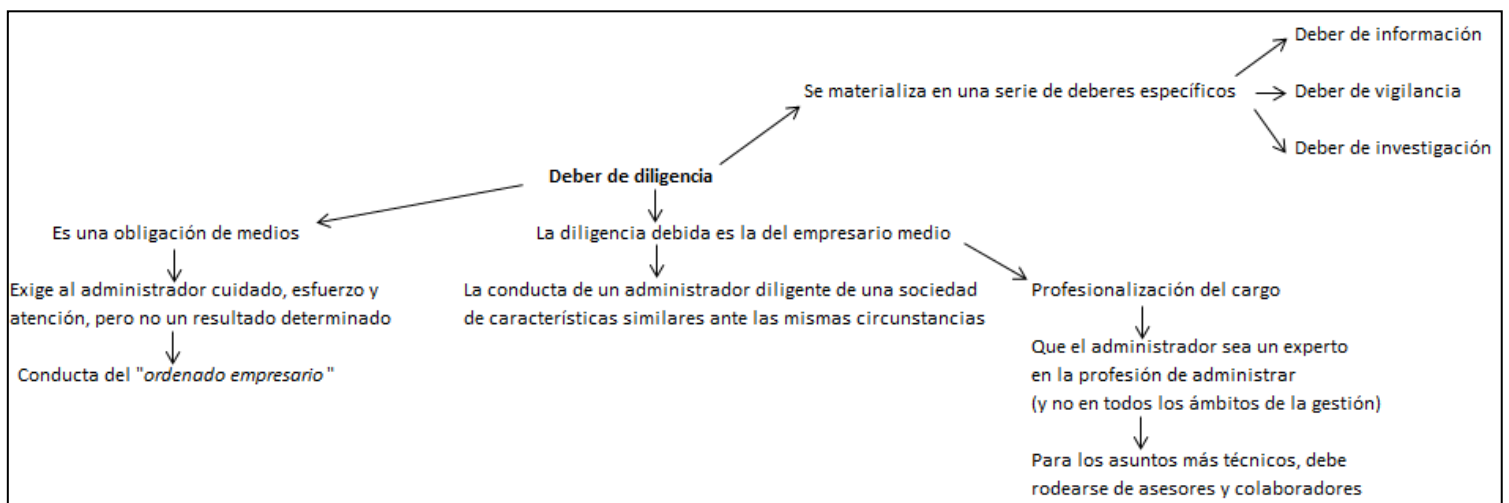 Deber de información
Se materializa en una serie de deberes específicos
Deber de vigilancia
Deber de investigación
Deber de diligencia
Es una obligación de medios
La diligencia debida es la del empresario medio
Exige al administrador cuidado, esfuerzo y
atención, pero no un resultado determinado
La conducta de un administrador diligente de una sociedad
de características similares ante las mismas circunstancias
Profesionalización del cargo
Conducta del "ordenado empresario"
Que el administrador sea un experto
en la profesión de administrar
(y no en todos los ámbitos de la gestión)
Para los asuntos más técnicos, debe
rodearse de asesores y colaboradores